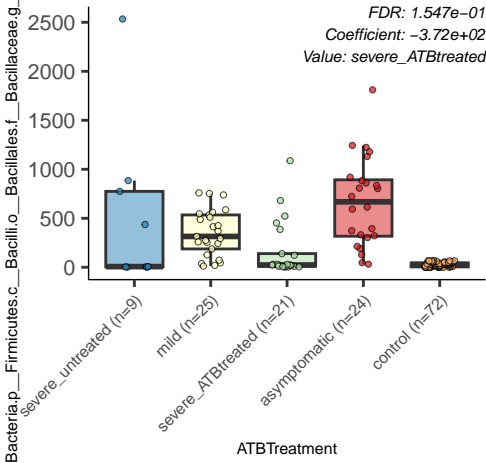 FDR: 1.547e−01
Coefficient: −3.72e+02
Value: severe_ATBtreated
Bacteria.p__Firmicutes.c__Bacilli.o__Bacillales.f__Bacillaceae.g_
2500
2000
1500
1000
500
0
severe_untreated (n=9)
mild (n=25)
severe_ATBtreated (n=21)
asymptomatic (n=24)
control (n=72)
ATBTreatment